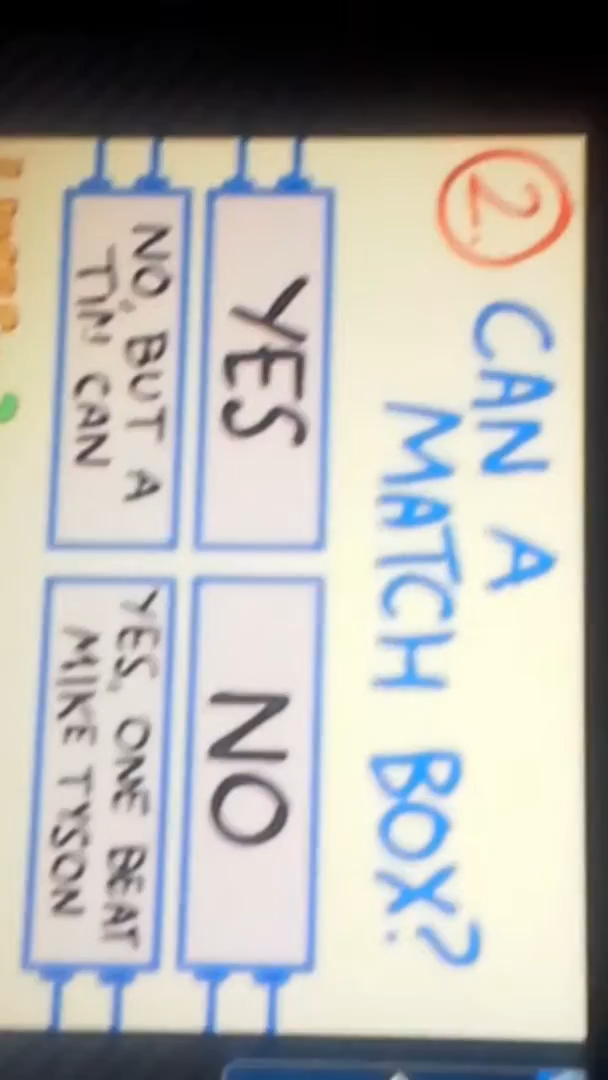 2.
CAN A
MATCH BOX?
YES
NO
NO, BUT A
TIN CAN
YES, ONE BEAT
MIKE TYSON